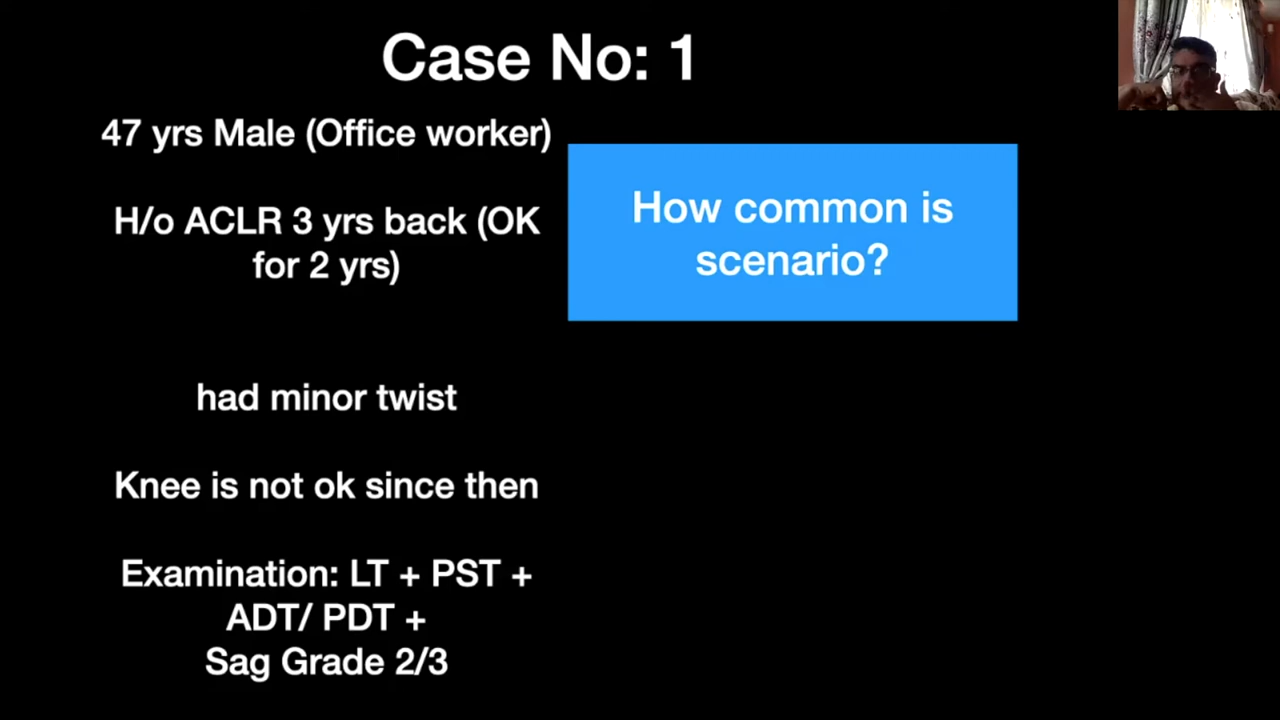 Case No: 1
47 yrs Male (Office worker)
H/o ACLR 3 yrs back (OK
for 2 yrs)
How common is
scenario?
had minor twist
Knee is not ok since then
Examination: LT + PST +
ADT/ PDT +
Sag Grade 2/3